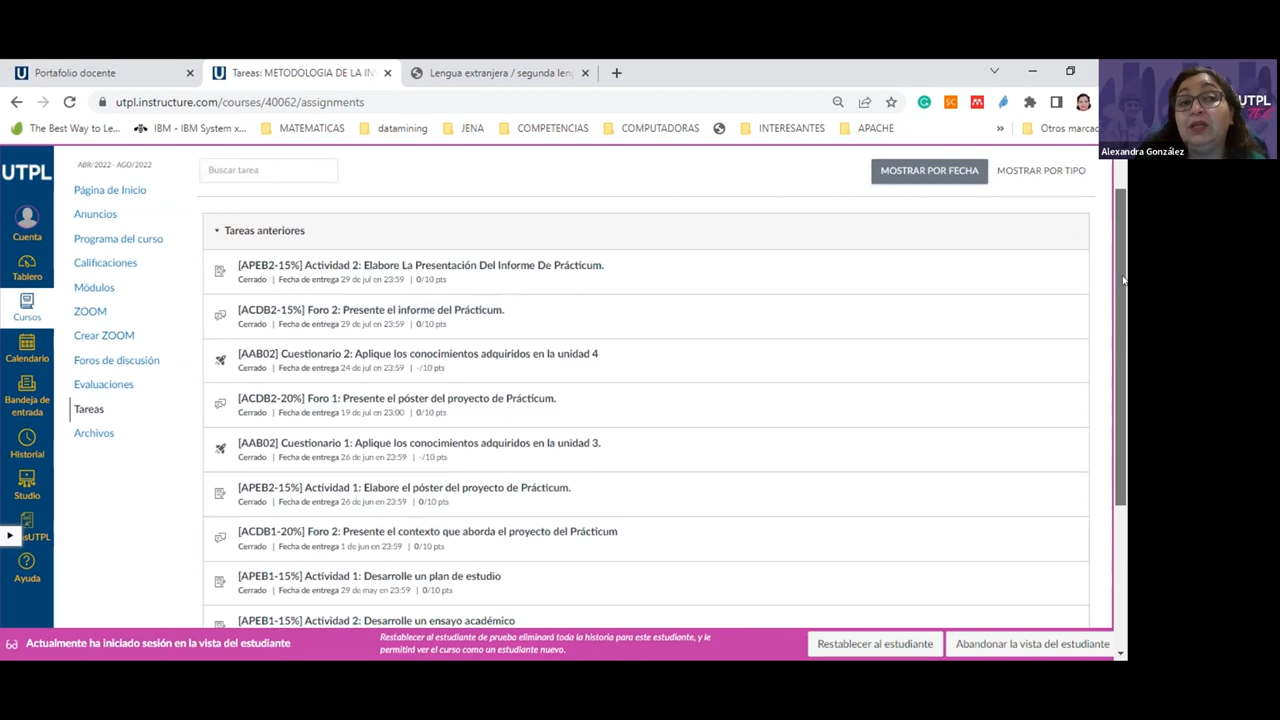 Portafolio docente
Tareas: METODOLOGIA DE LA IN
Lengua extranjera / segunda leng
utpl.instructure.com/courses/40062/assignments
The Best Way to Le...
IBM - IBM System x...
MATEMATICAS
datamining
JENA
COMPETENCIAS
COMPUTADORAS
INTERESANTES
APACHE
»
Otros marcad
UTPL
Alexandra González
UTPL
Cuenta
Tablero
Cursos
Calendario
Bandeja de
entrada
Historial
Studio
sUTPL
Ayuda
ABR/2022 - AGO/2022
Página de Inicio
Anuncios
Programa del curso
Calificaciones
Módulos
ZOOM
Crear ZOOM
Foros de discusión
Evaluaciones
Tareas
Archivos
Buscar tarea
MOSTRAR POR FECHA
MOSTRAR POR TIPO
Tareas anteriores
[APEB2-15%] Actividad 2: Elabore La Presentación Del Informe De Prácticum.
Cerrado | Fecha de entrega 29 de jul en 23:59 | 0/10 pts
[ACDB2-15%] Foro 2: Presente el informe del Prácticum.
Cerrado | Fecha de entrega 29 de jul en 23:59 | 0/10 pts
[AAB02] Cuestionario 2: Aplique los conocimientos adquiridos en la unidad 4
Cerrado | Fecha de entrega 24 de jul en 23:59 | -/10 pts
[ACDB2-20%] Foro 1: Presente el póster del proyecto de Prácticum.
Cerrado | Fecha de entrega 19 de jul en 23:00 | 0/10 pts
[AAB02] Cuestionario 1: Aplique los conocimientos adquiridos en la unidad 3.
Cerrado | Fecha de entrega 26 de jun en 23:59 | -/10 pts
[APEB2-15%] Actividad 1: Elabore el póster del proyecto de Prácticum.
Cerrado | Fecha de entrega 26 de jun en 23:59 | 0/10 pts
[ACDB1-20%] Foro 2: Presente el contexto que aborda el proyecto del Prácticum
Cerrado | Fecha de entrega 1 de jun en 23:59 | 0/10 pts
[APEB1-15%] Actividad 1: Desarrolle un plan de estudio
Cerrado | Fecha de entrega 29 de may en 23:59 | 0/10 pts
[APEB1-15%] Actividad 2: Desarrolle un ensayo académico
Actualmente ha iniciado sesión en la vista del estudiante
Restablecer al estudiante de prueba eliminará toda la historia para este estudiante, y le
permitirá ver el curso como un estudiante nuevo.
Restablecer al estudiante
Abandonar la vista del estudiante